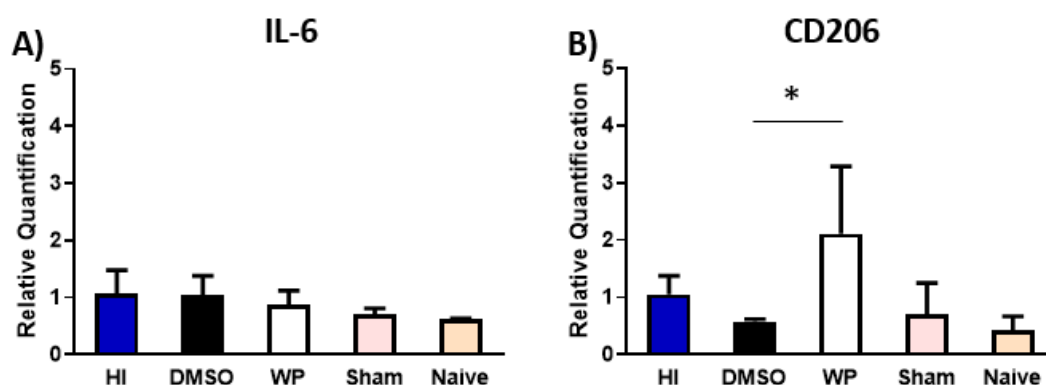 A)
IL-6
Relative Quantification
5
4
3
2
1
0
HI DMSO WP Sham Naive
B)
CD206
Relative Quantification
5
4
3
2
1
0
*
HI DMSO WP Sham Naive